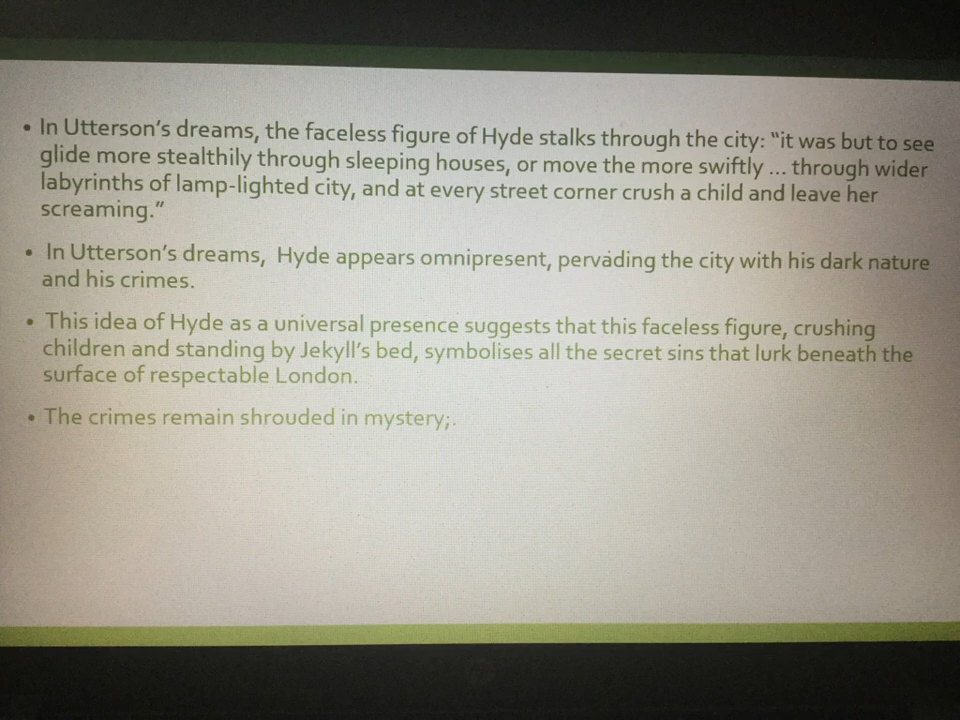 • In Utterson's dreams, the faceless figure of Hyde stalks through the city: "it was but to see
glide more stealthily through sleeping houses, or move the more swiftly ... through wider
labyrinths of lamp-lighted city, and at every street corner crush a child and leave her
screaming."
• In Utterson's dreams, Hyde appears omnipresent, pervading the city with his dark nature
and his crimes.
• This idea of Hyde as a universal presence suggests that this faceless figure, crushing
children and standing by Jekyll's bed, symbolises all the secret sins that lurk beneath the
surface of respectable London.
• The crimes remain shrouded in mystery;.